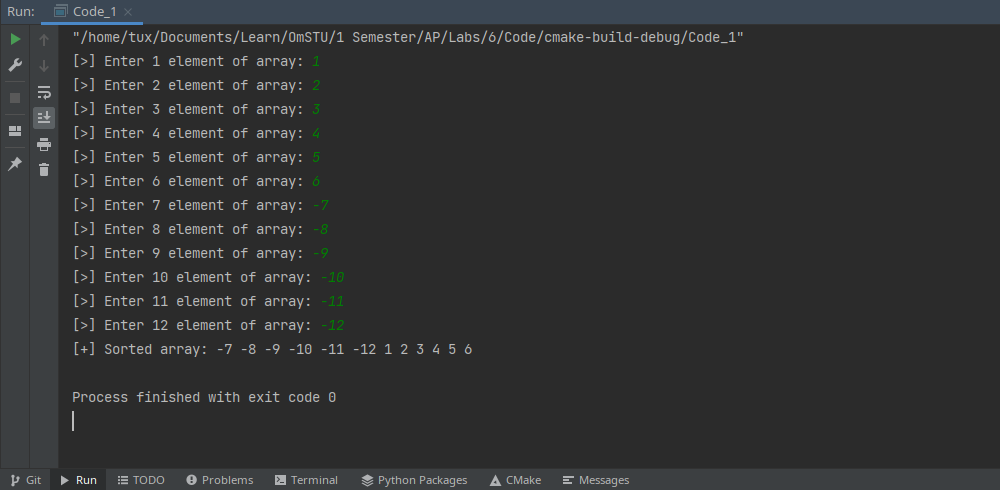 Run: Code_1
"/home/tux/Documents/Learn/OmSTU/1 Semester/AP/Labs/6/Code/cmake-build-debug/Code_1"
[>] Enter 1 element of array: 1
[>] Enter 2 element of array: 2
[>] Enter 3 element of array: 3
[>] Enter 4 element of array: 4
[>] Enter 5 element of array: 5
[>] Enter 6 element of array: 6
[>] Enter 7 element of array: -7
[>] Enter 8 element of array: -8
[>] Enter 9 element of array: -9
[>] Enter 10 element of array: -10
[>] Enter 11 element of array: -11
[>] Enter 12 element of array: -12
[+] Sorted array: -7 -8 -9 -10 -11 -12 1 2 3 4 5 6
Process finished with exit code 0
Git Run TODO Problems Terminal Python Packages CMake Messages